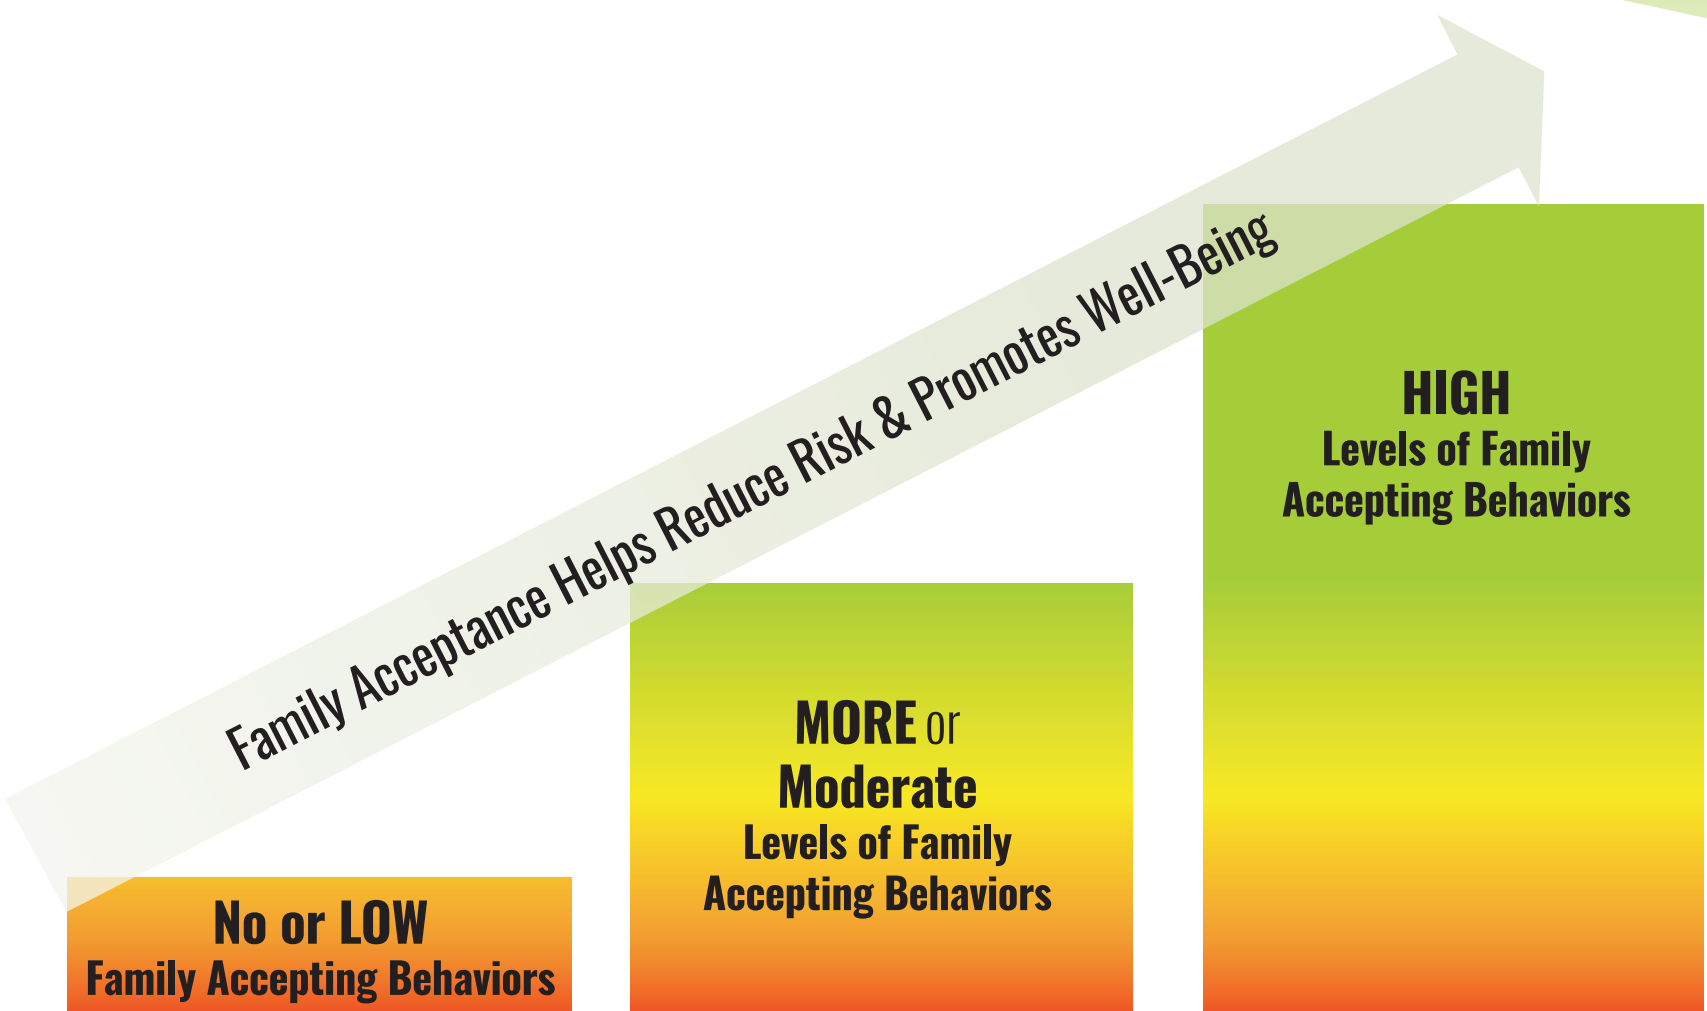 Family Acceptance Helps Reduce Risk & Promotes Well-Being
HIGH
Levels of Family
Accepting Behaviors
MORE or
Moderate
Levels of Family
Accepting Behaviors
No or LOW
Family Accepting Behaviors